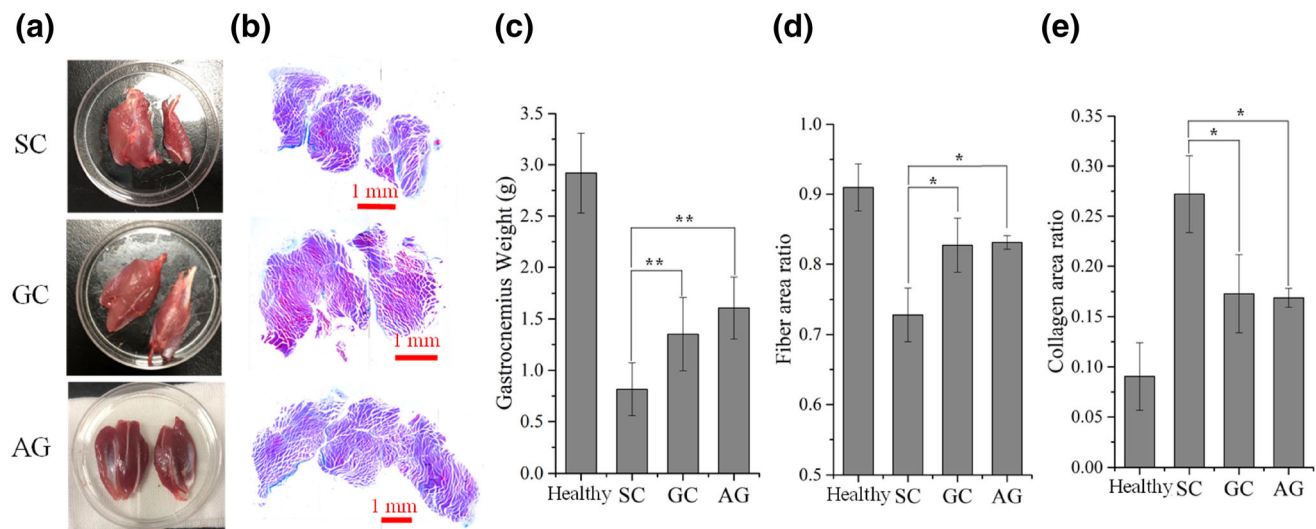 (a)
(b)
(c)
(d)
(e)
SC
GC
AG
1 mm
1 mm
1 mm
Gastrocnemius Weight (g)
3.5
3.0
2.5
2.0
1.5
1.0
0.5
0.0
**
**
Healthy SC GC AG
Fiber area ratio
1.0
0.9
0.8
0.7
0.6
0.5
*
*
Healthy SC GC AG
Collagen area ratio
0.35
0.30
0.25
0.20
0.15
0.10
0.05
0.00
*
*
Healthy SC GC AG